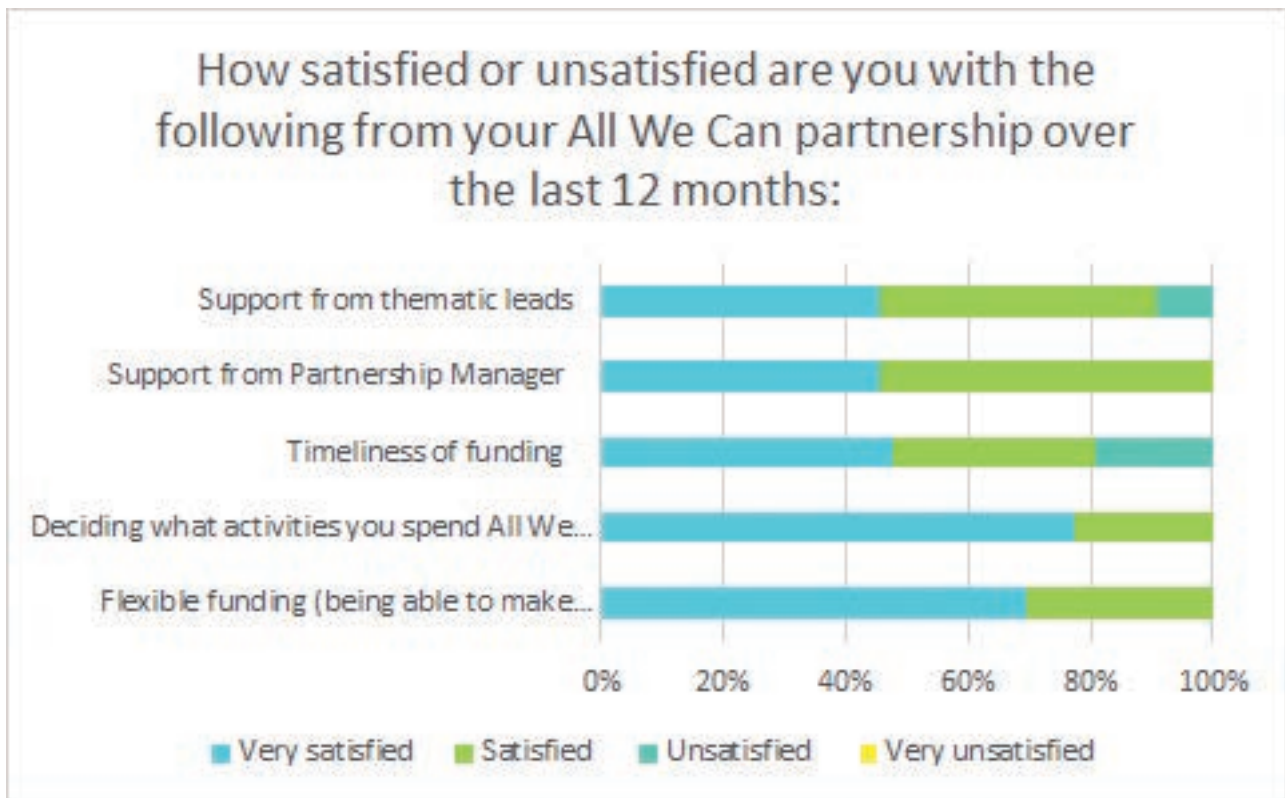 How satisfied or unsatisfied are you with the
following from your All We Can partnership over
the last 12 months:
Support from thematic leads
Support from Partnership Manager
Timeliness of funding
Deciding what activities you spend All We...
Flexible funding (being able to make...
0% 20% 40% 60% 80% 100%
Very satisfied Satisfied Unsatisfied Very unsatisfied